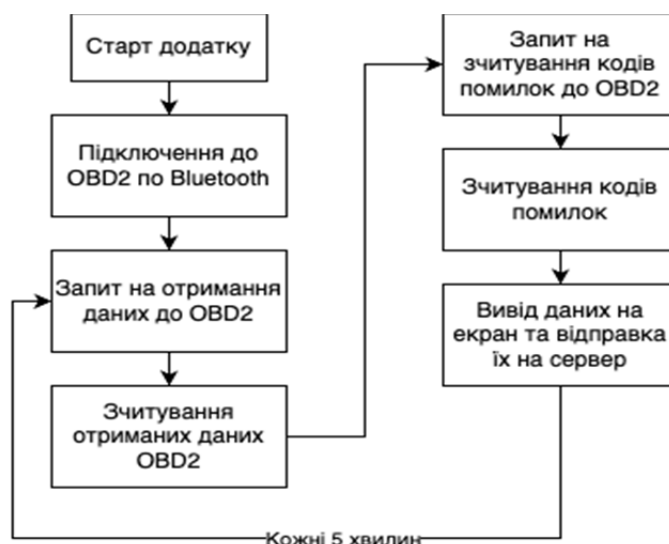 Старт додатку
Підключення до
OBD2 по Bluetooth
Запит на отримання
даних до OBD2
Зчитування
отриманих даних
OBD2
Запит на
зчитування кодів
помилок до OBD2
Зчитування кодів
помилок
Вивід даних на
екран та відправка
їх на сервер
Кожні 5 хвилин